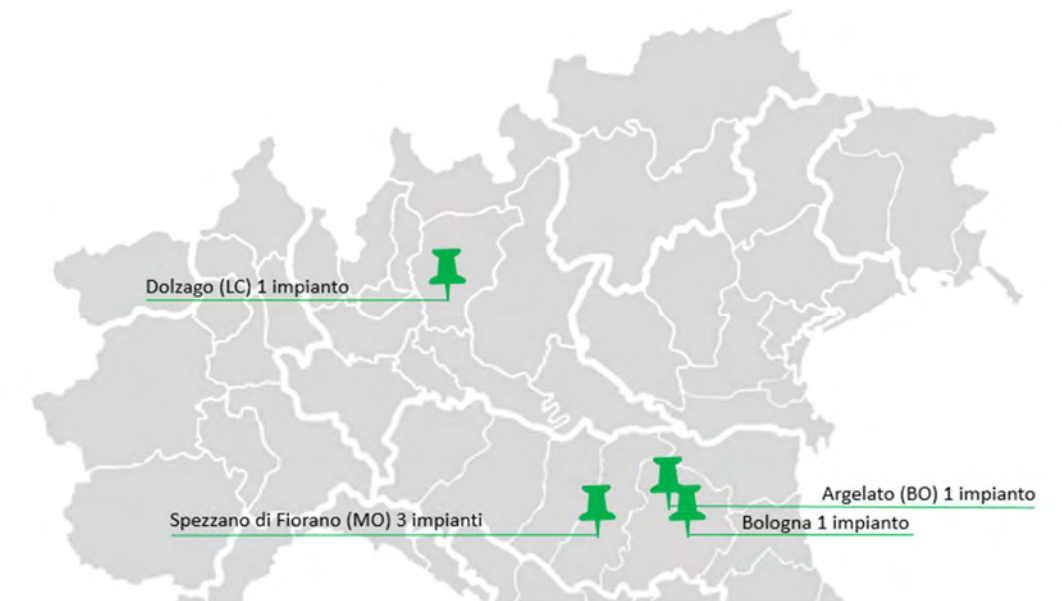 Dolzago (LC) 1 impianto
Argelato (BO) 1 impianto
Spezzano di Fiorano (MO) 3 impianti
Bologna 1 impianto